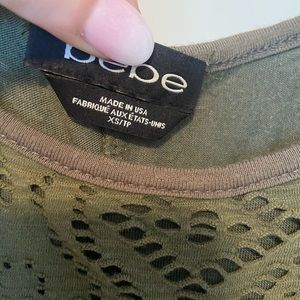 bebe
MADE IN USA
FABRIQUÉ AUX ÉTATS-UNIS
XS/TP